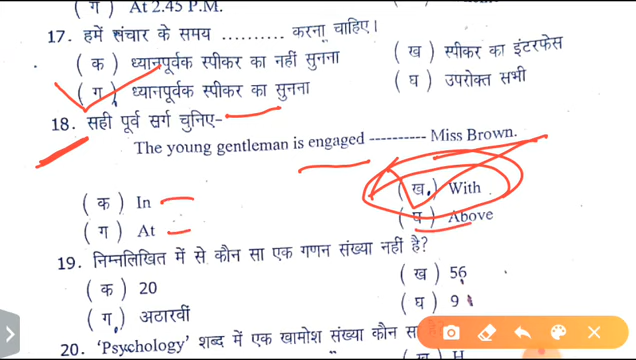 ( ग ) At 2.45 P.M.
17. हमें संचार के समय .......... करना चाहिए।
( क ) ध्यानपूर्वक स्पीकर का नहीं सुनना ( ख ) स्पीकर का इंटरफेस
( ग ) ध्यानपूर्वक स्पीकर का सुनना ( घ ) उपरोक्त सभी
18. सही पूर्व सर्ग चुनिए-
The young gentleman is engaged ---------- Miss Brown.
( क ) In ( ख ) With
( ग ) At ( घ ) Above
19. निम्नलिखित में से कौन सा एक गणन संख्या नहीं है?
( क ) 20 ( ख ) 56
( ग ) अठारवीं ( घ ) 9
20. 'Psychology' शब्द में एक खामोश संख्या कौन
( ख ) H